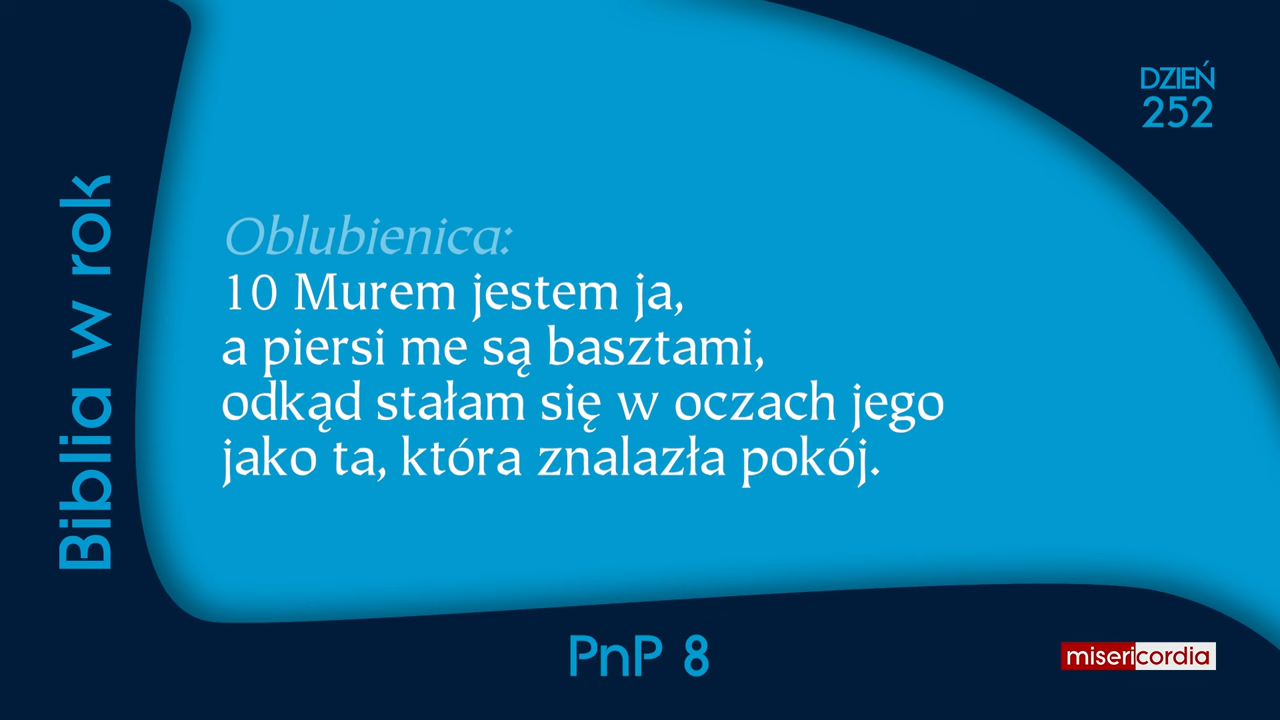 DZIEŃ
252
Biblia w rok
Oblubienica:
10 Murem jestem ja,
a piersi me są basztami,
odkąd stałam się w oczach jego
jako ta, która znalazła pokój.
PnP 8
misericordia